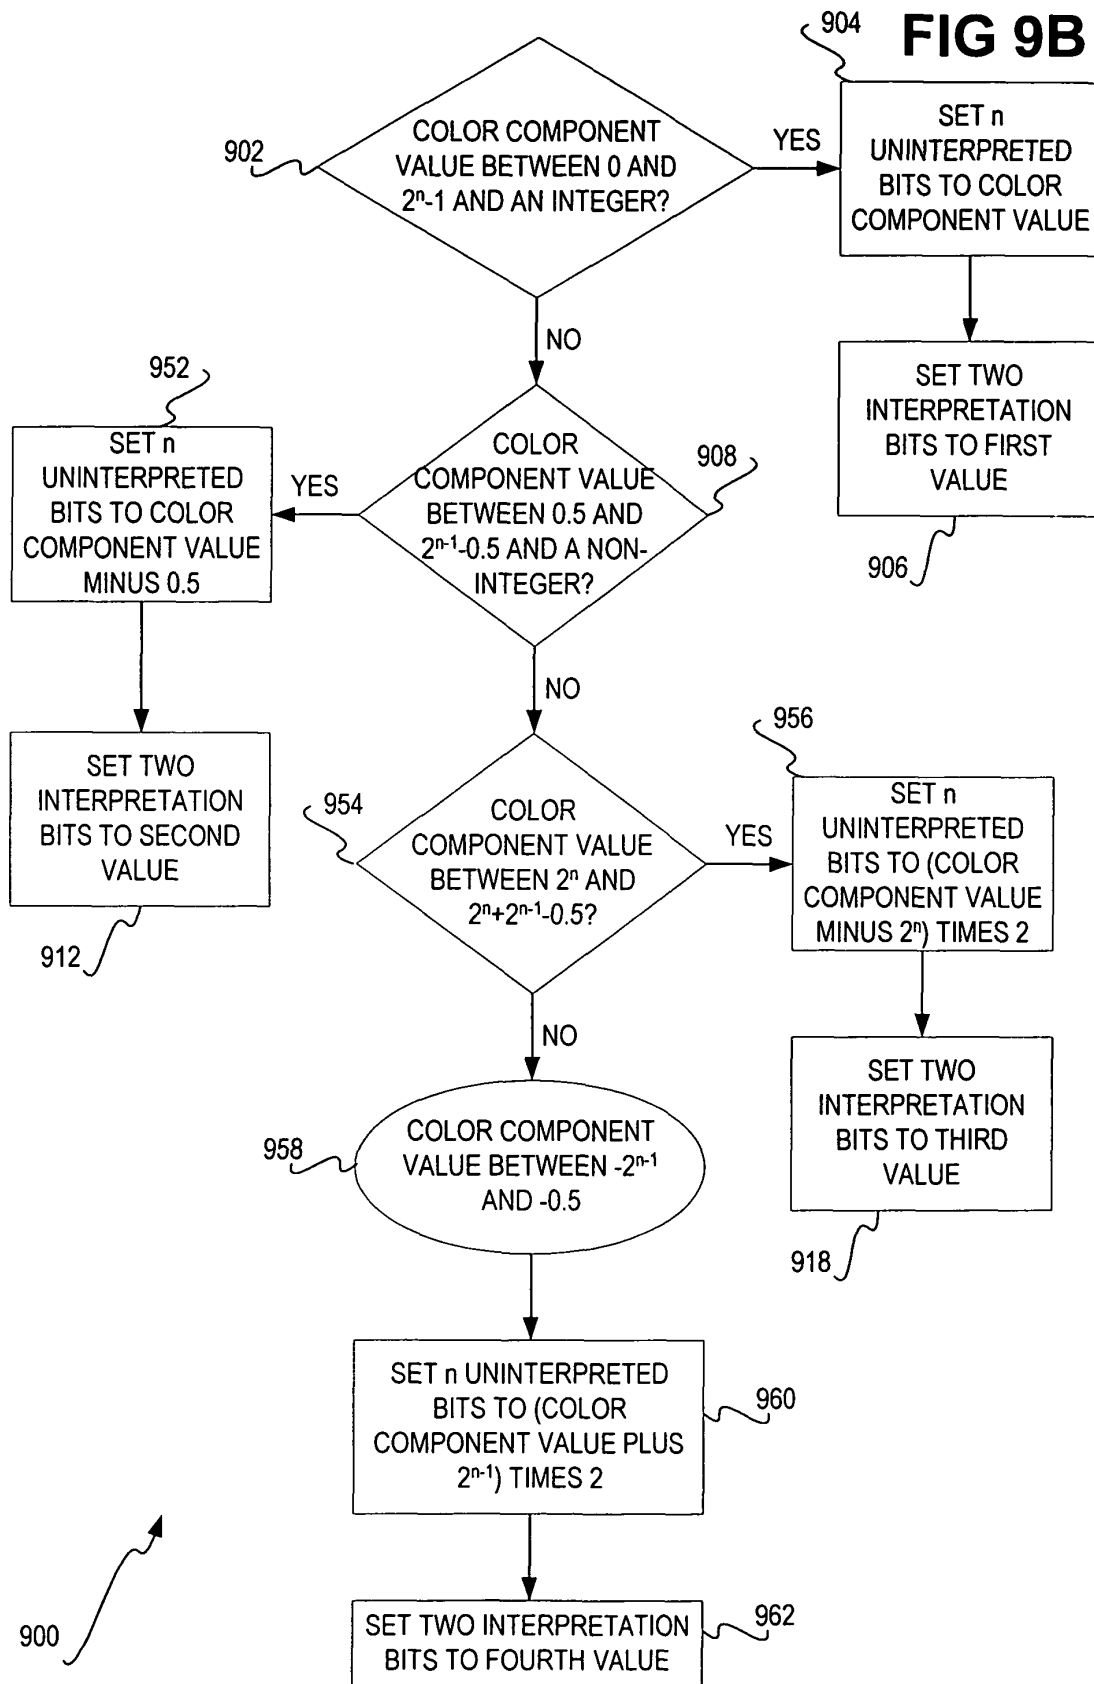 FIG 9B
904
902
COLOR COMPONENT
VALUE BETWEEN 0 AND
2ⁿ-1 AND AN INTEGER?
YES
SET n
UNINTERPRETED
BITS TO COLOR
COMPONENT VALUE
NO
SET TWO
INTERPRETATION
BITS TO FIRST
VALUE
906
952
SET n
UNINTERPRETED
BITS TO COLOR
COMPONENT VALUE
MINUS 0.5
YES
COLOR
COMPONENT VALUE
BETWEEN 0.5 AND
2ⁿ⁻¹-0.5 AND A NON-
INTEGER?
908
SET TWO
INTERPRETATION
BITS TO SECOND
VALUE
912
NO
954
COLOR
COMPONENT VALUE
BETWEEN 2ⁿ AND
2ⁿ+2ⁿ⁻¹-0.5?
YES
956
SET n
UNINTERPRETED
BITS TO (COLOR
COMPONENT VALUE
MINUS 2ⁿ) TIMES 2
SET TWO
INTERPRETATION
BITS TO THIRD
VALUE
918
NO
958
COLOR COMPONENT
VALUE BETWEEN -2ⁿ⁻¹
AND -0.5
SET n UNINTERPRETED
BITS TO (COLOR
COMPONENT VALUE PLUS
2ⁿ⁻¹) TIMES 2
960
SET TWO INTERPRETATION
BITS TO FOURTH VALUE
962
900